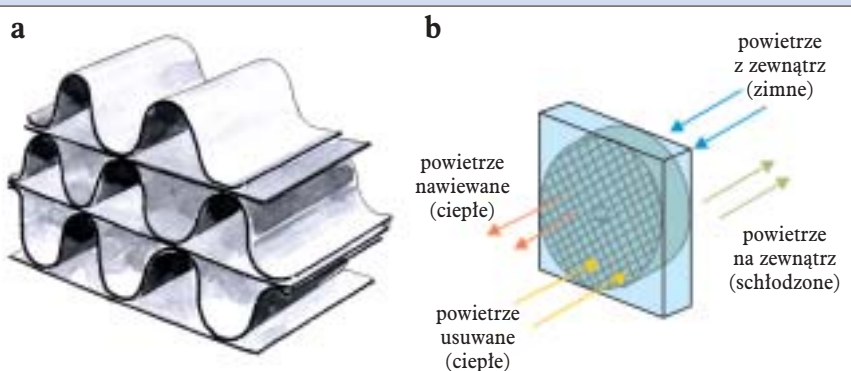 a
b
powietrze
z zewnątrz
(zimne)
powietrze
nawiewane
(ciepłe)
powietrze
na zewnątrz
(schłodzone)
powietrze
usuwane
(ciepłe)